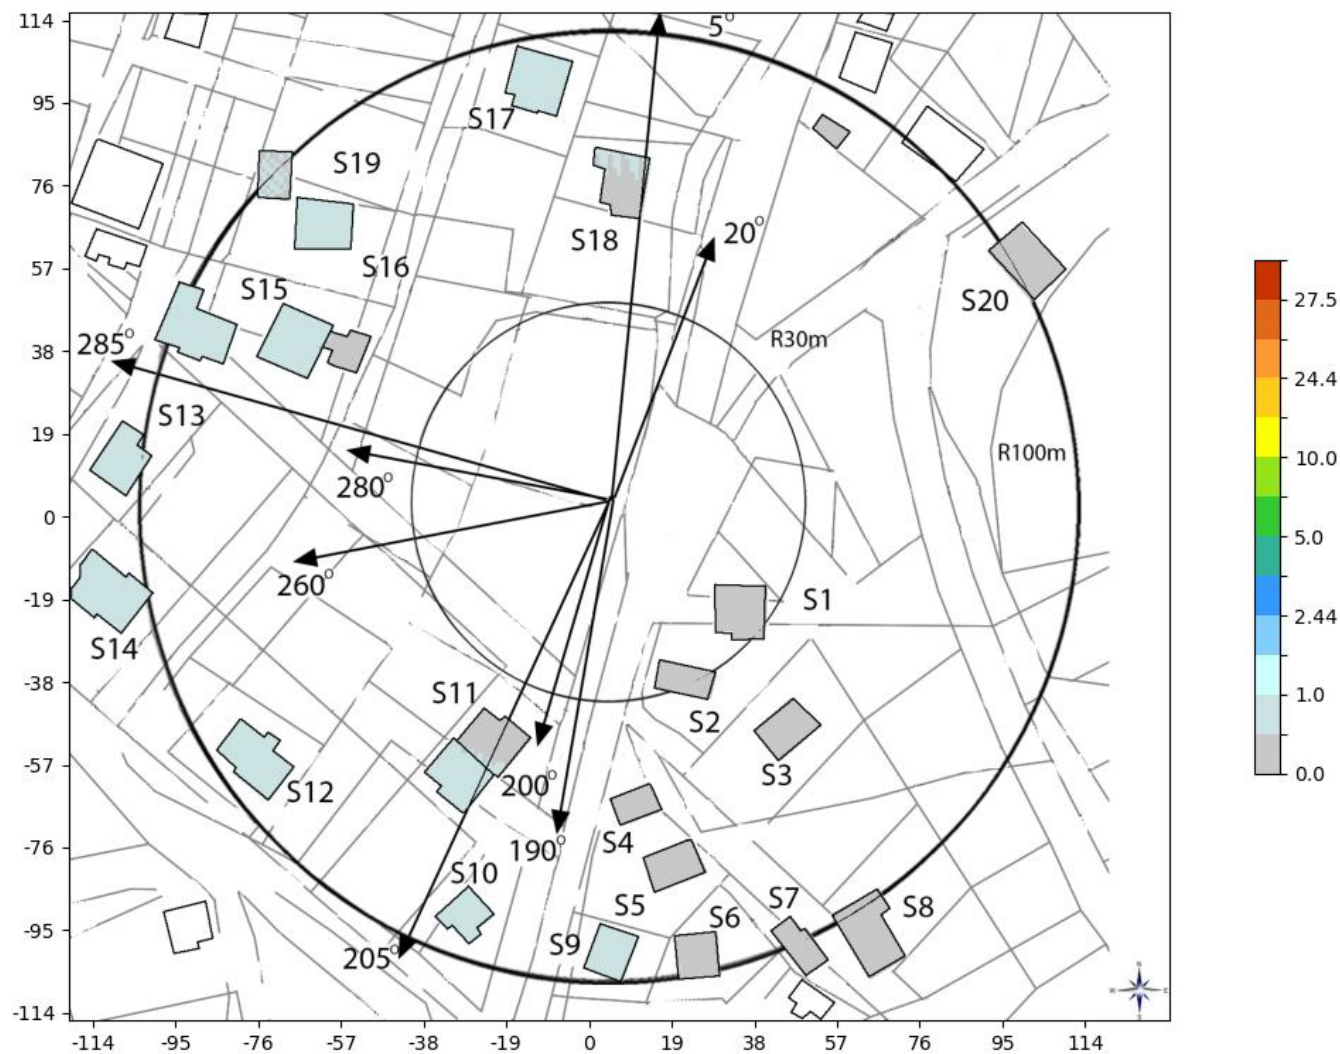 114
95
76
57
38
19
0
-19
-38
-57
-76
-95
-114
5°
S17
S19
S18
20°
S16
S15
S20
R30m
285°
S13
R100m
280°
260°
S1
S14
S11
S2
S3
S12
200°
S4
190°
S10
S5
S7
S8
S6
S9
205°
-114 -95 -76 -57 -38 -19 0 19 38 57 76 95 114
27.5
24.4
10.0
5.0
2.44
1.0
0.0
N
W E
S